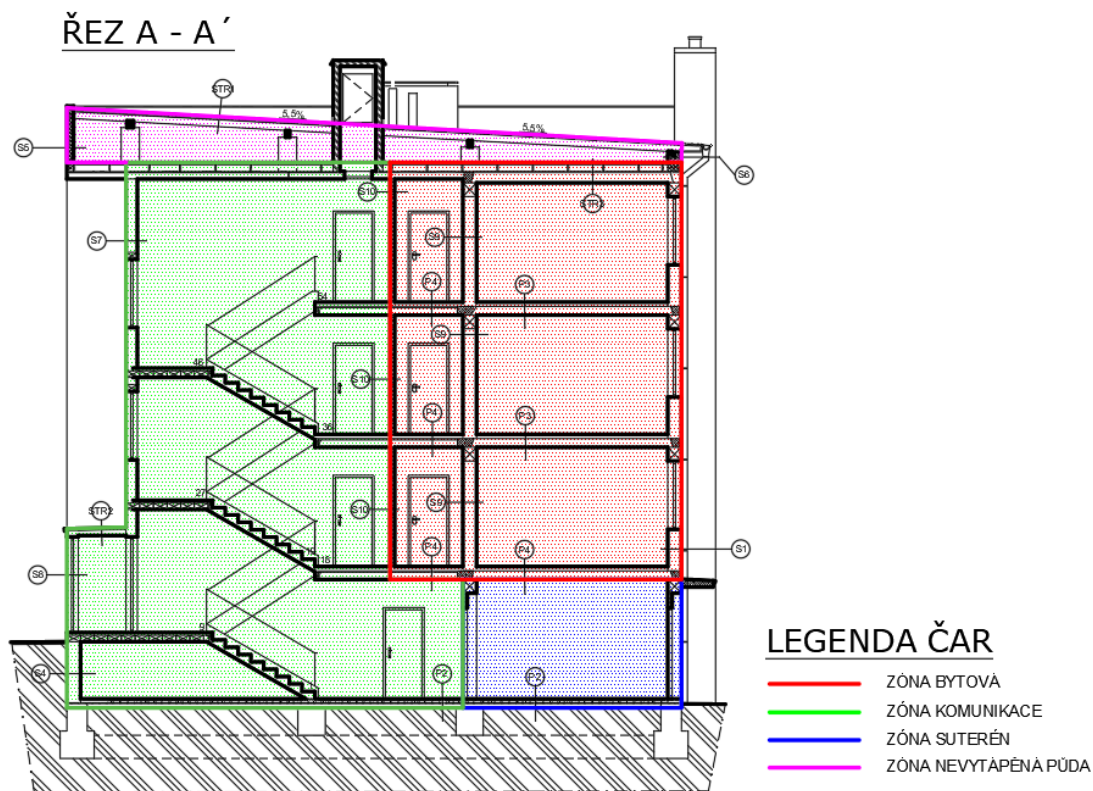 ŘEZ A - A´
STR1
5,5%
5,5%
S5
S6
S10
STR3
S7
S8
P4
P3
54
S9
46
S10
P4
P3
36
27
STR2
S10
S9
P4
P4
S1
18
S6
9
S4
P2
P2
LEGENDA ČAR
ZÓNA BYTOVÁ
ZÓNA KOMUNIKACE
ZÓNA SUTERÉN
ZÓNA NEVYTÁPĚNÁ PŮDA